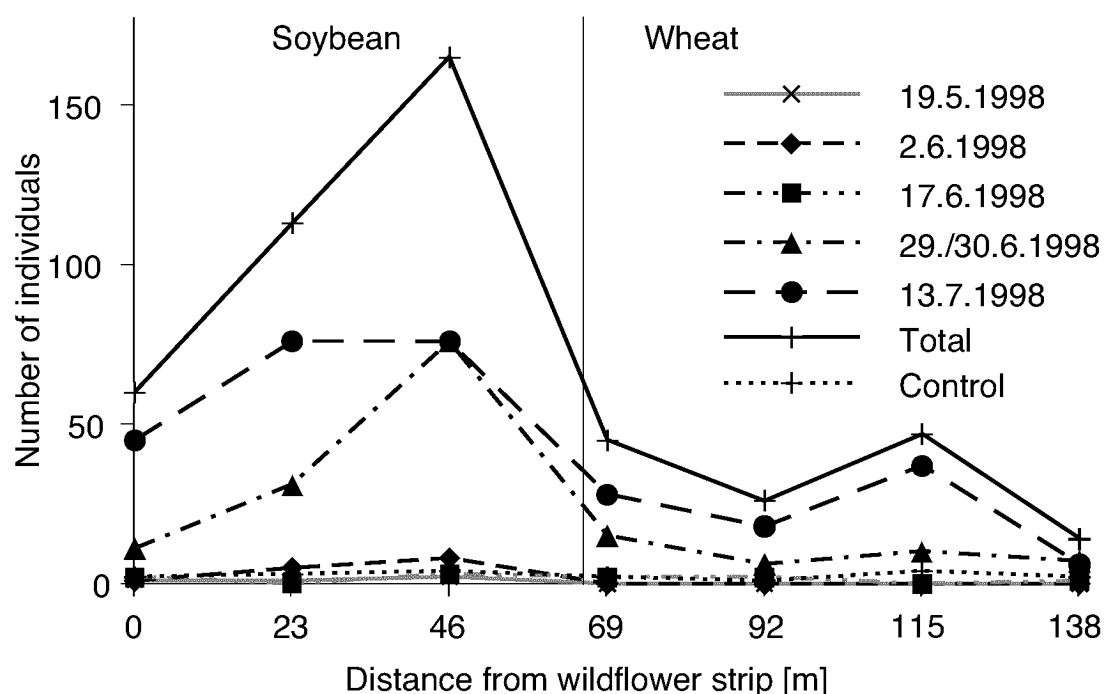 Soybean
Wheat
150
100
50
0
Number of individuals
19.5.1998
2.6.1998
17.6.1998
29./30.6.1998
13.7.1998
Total
Control
0 23 46 69 92 115 138
Distance from wildflower strip [m]